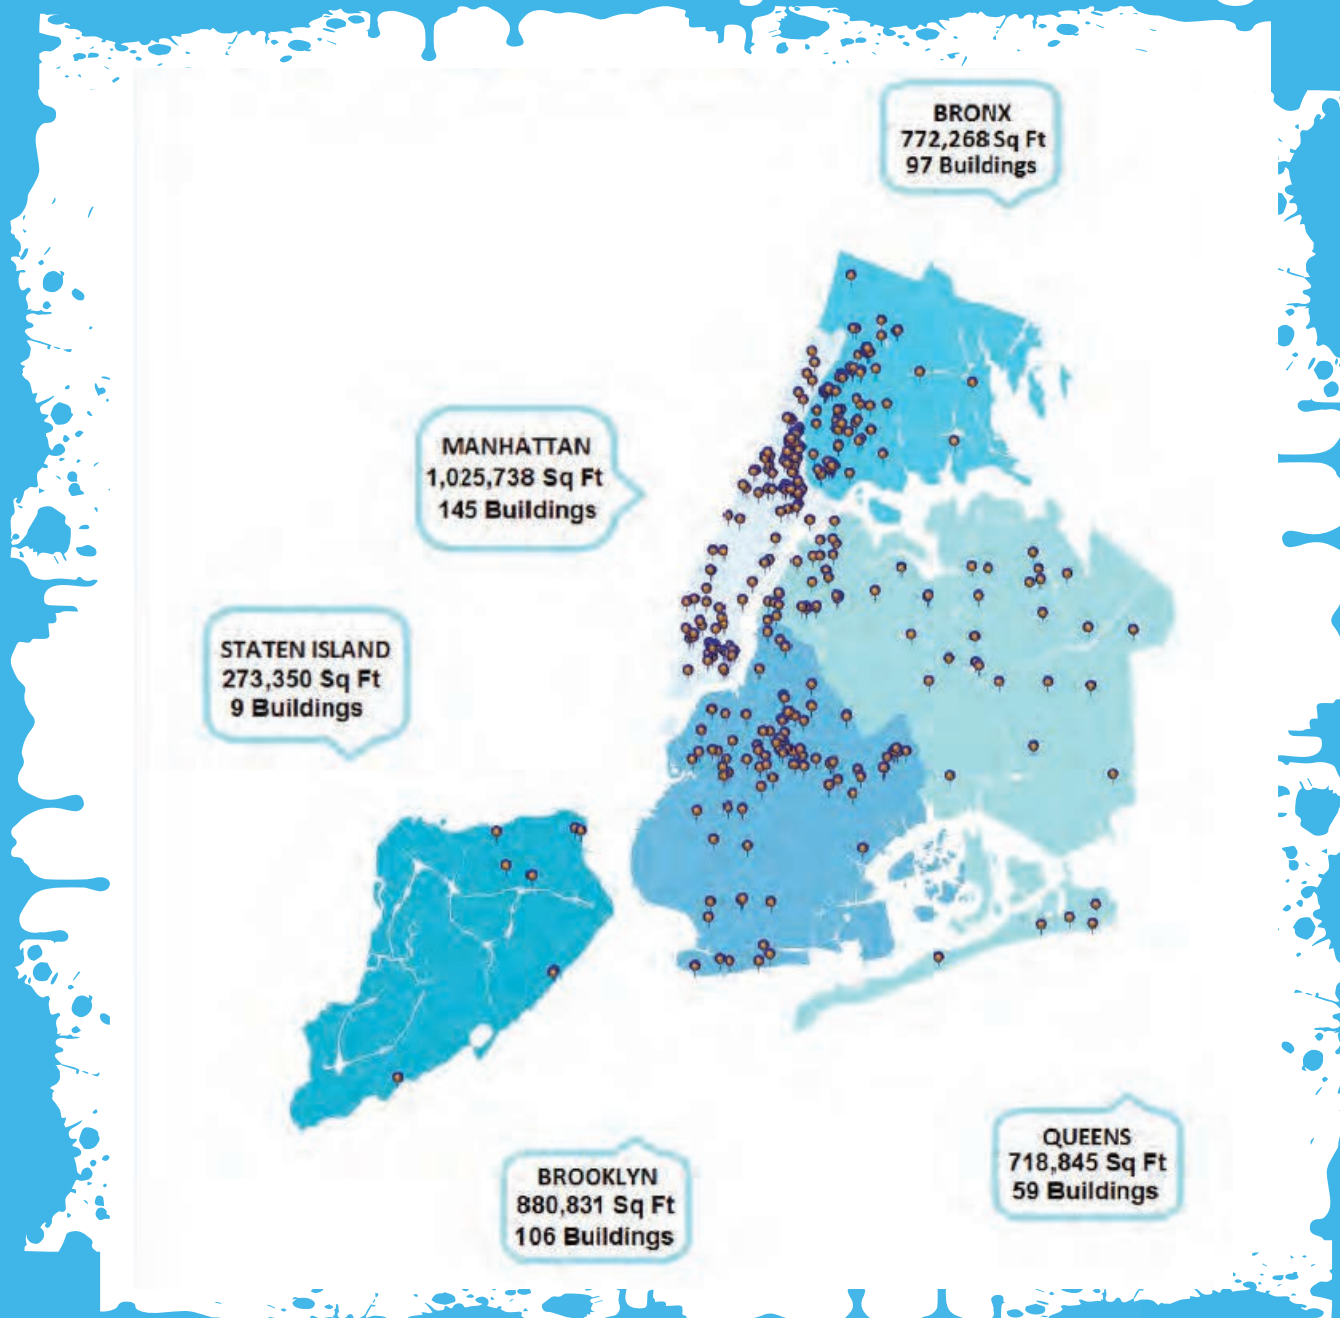 BRONX
772,268 Sq Ft
97 Buildings
MANHATTAN
1,025,738 Sq Ft
145 Buildings
STATEN ISLAND
273,350 Sq Ft
9 Buildings
BROOKLYN
880,831 Sq Ft
106 Buildings
QUEENS
718,845 Sq Ft
59 Buildings